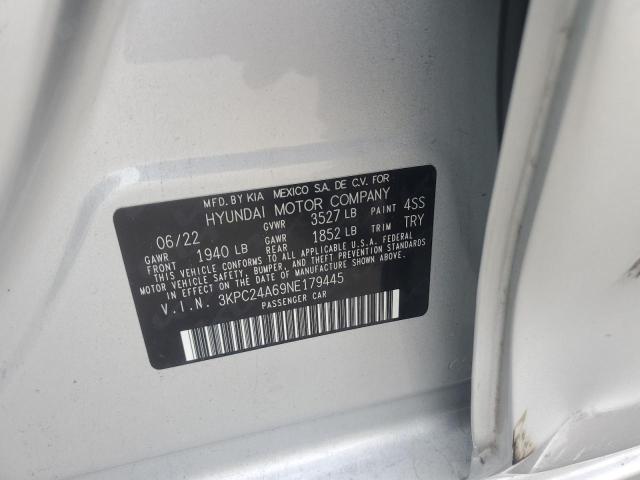 MFD. BY KIA MEXICO S.A. DE C.V. FOR
HYUNDAI MOTOR COMPANY
06/22 GVWR 3527 LB PAINT 4SS
GAWR FRONT 1940 LB GAWR REAR 1852 LB TRIM TRY
THIS VEHICLE CONFORMS TO ALL APPLICABLE U.S.A. FEDERAL
MOTOR VEHICLE SAFETY, BUMPER, AND THEFT PREVENTION STANDARDS
IN EFFECT ON THE DATE OF MANUFACTURE SHOWN ABOVE.
V.I.N. 3KPC24A69NE179445
PASSENGER CAR